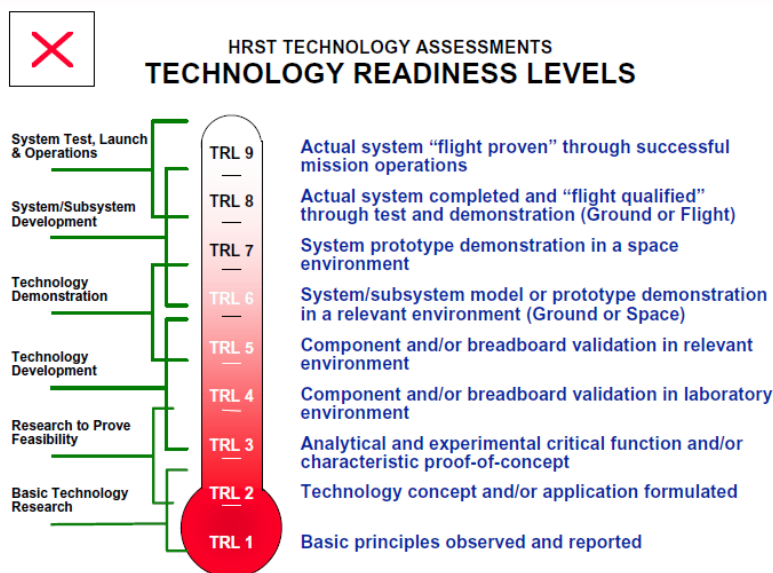 HRST TECHNOLOGY ASSESSMENTS
TECHNOLOGY READINESS LEVELS
System Test, Launch
& Operations
System/Subsystem
Development
Technology
Demonstration
Technology
Development
Research to Prove
Feasibility
Basic Technology
Research
TRL 9
Actual system “flight proven” through successful
mission operations
TRL 8
Actual system completed and “flight qualified”
through test and demonstration (Ground or Flight)
TRL 7
System prototype demonstration in a space
environment
TRL 6
System/subsystem model or prototype demonstration
in a relevant environment (Ground or Space)
TRL 5
Component and/or breadboard validation in relevant
environment
TRL 4
Component and/or breadboard validation in laboratory
environment
TRL 3
Analytical and experimental critical function and/or
characteristic proof-of-concept
TRL 2
Technology concept and/or application formulated
TRL 1
Basic principles observed and reported